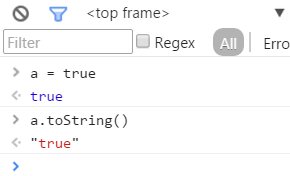 <top frame>
Filter Regex All Erro
> a = true
< true
> a.toString()
< "true"
>